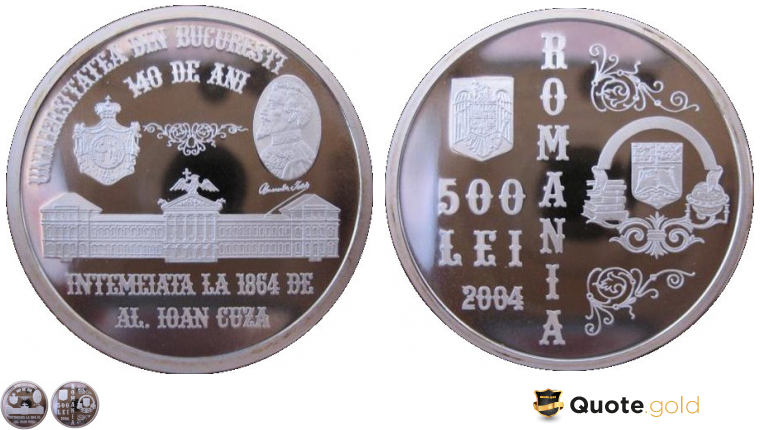 UNIVERSITATEA DIN BUCURESTI
140 DE ANI
INTEMEIATA LA 1864 DE
AL. IOAN CUZA
ROMANIA
500
LEI
2004
Quote.gold